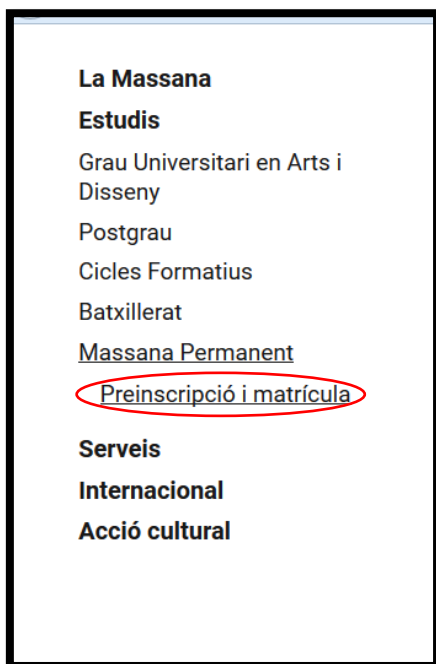 La Massana
Estudis
Grau Universitari en Arts i
Disseny
Postgrau
Cicles Formatius
Batxillerat
Massana Permanent
Preinscripció i matrícula
Serveis
Internacional
Acció cultural